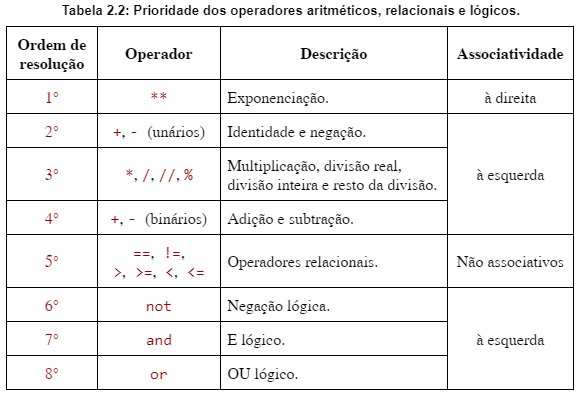 Tabela 2.2: Prioridade dos operadores aritméticos, relacionais e lógicos.
Ordem de resolução Operador Descrição Associatividade
1° ** Exponenciação. à direita
2° +, - (unários) Identidade e negação.
3° *, /, //, % Multiplicação, divisão real,
divisão inteira e resto da divisão. à esquerda
4° +, - (binários) Adição e subtração.
5° ==, !=,
>, >=, <, <= Operadores relacionais. Não associativos
6° not Negação lógica.
7° and E lógico. à esquerda
8° or OU lógico.